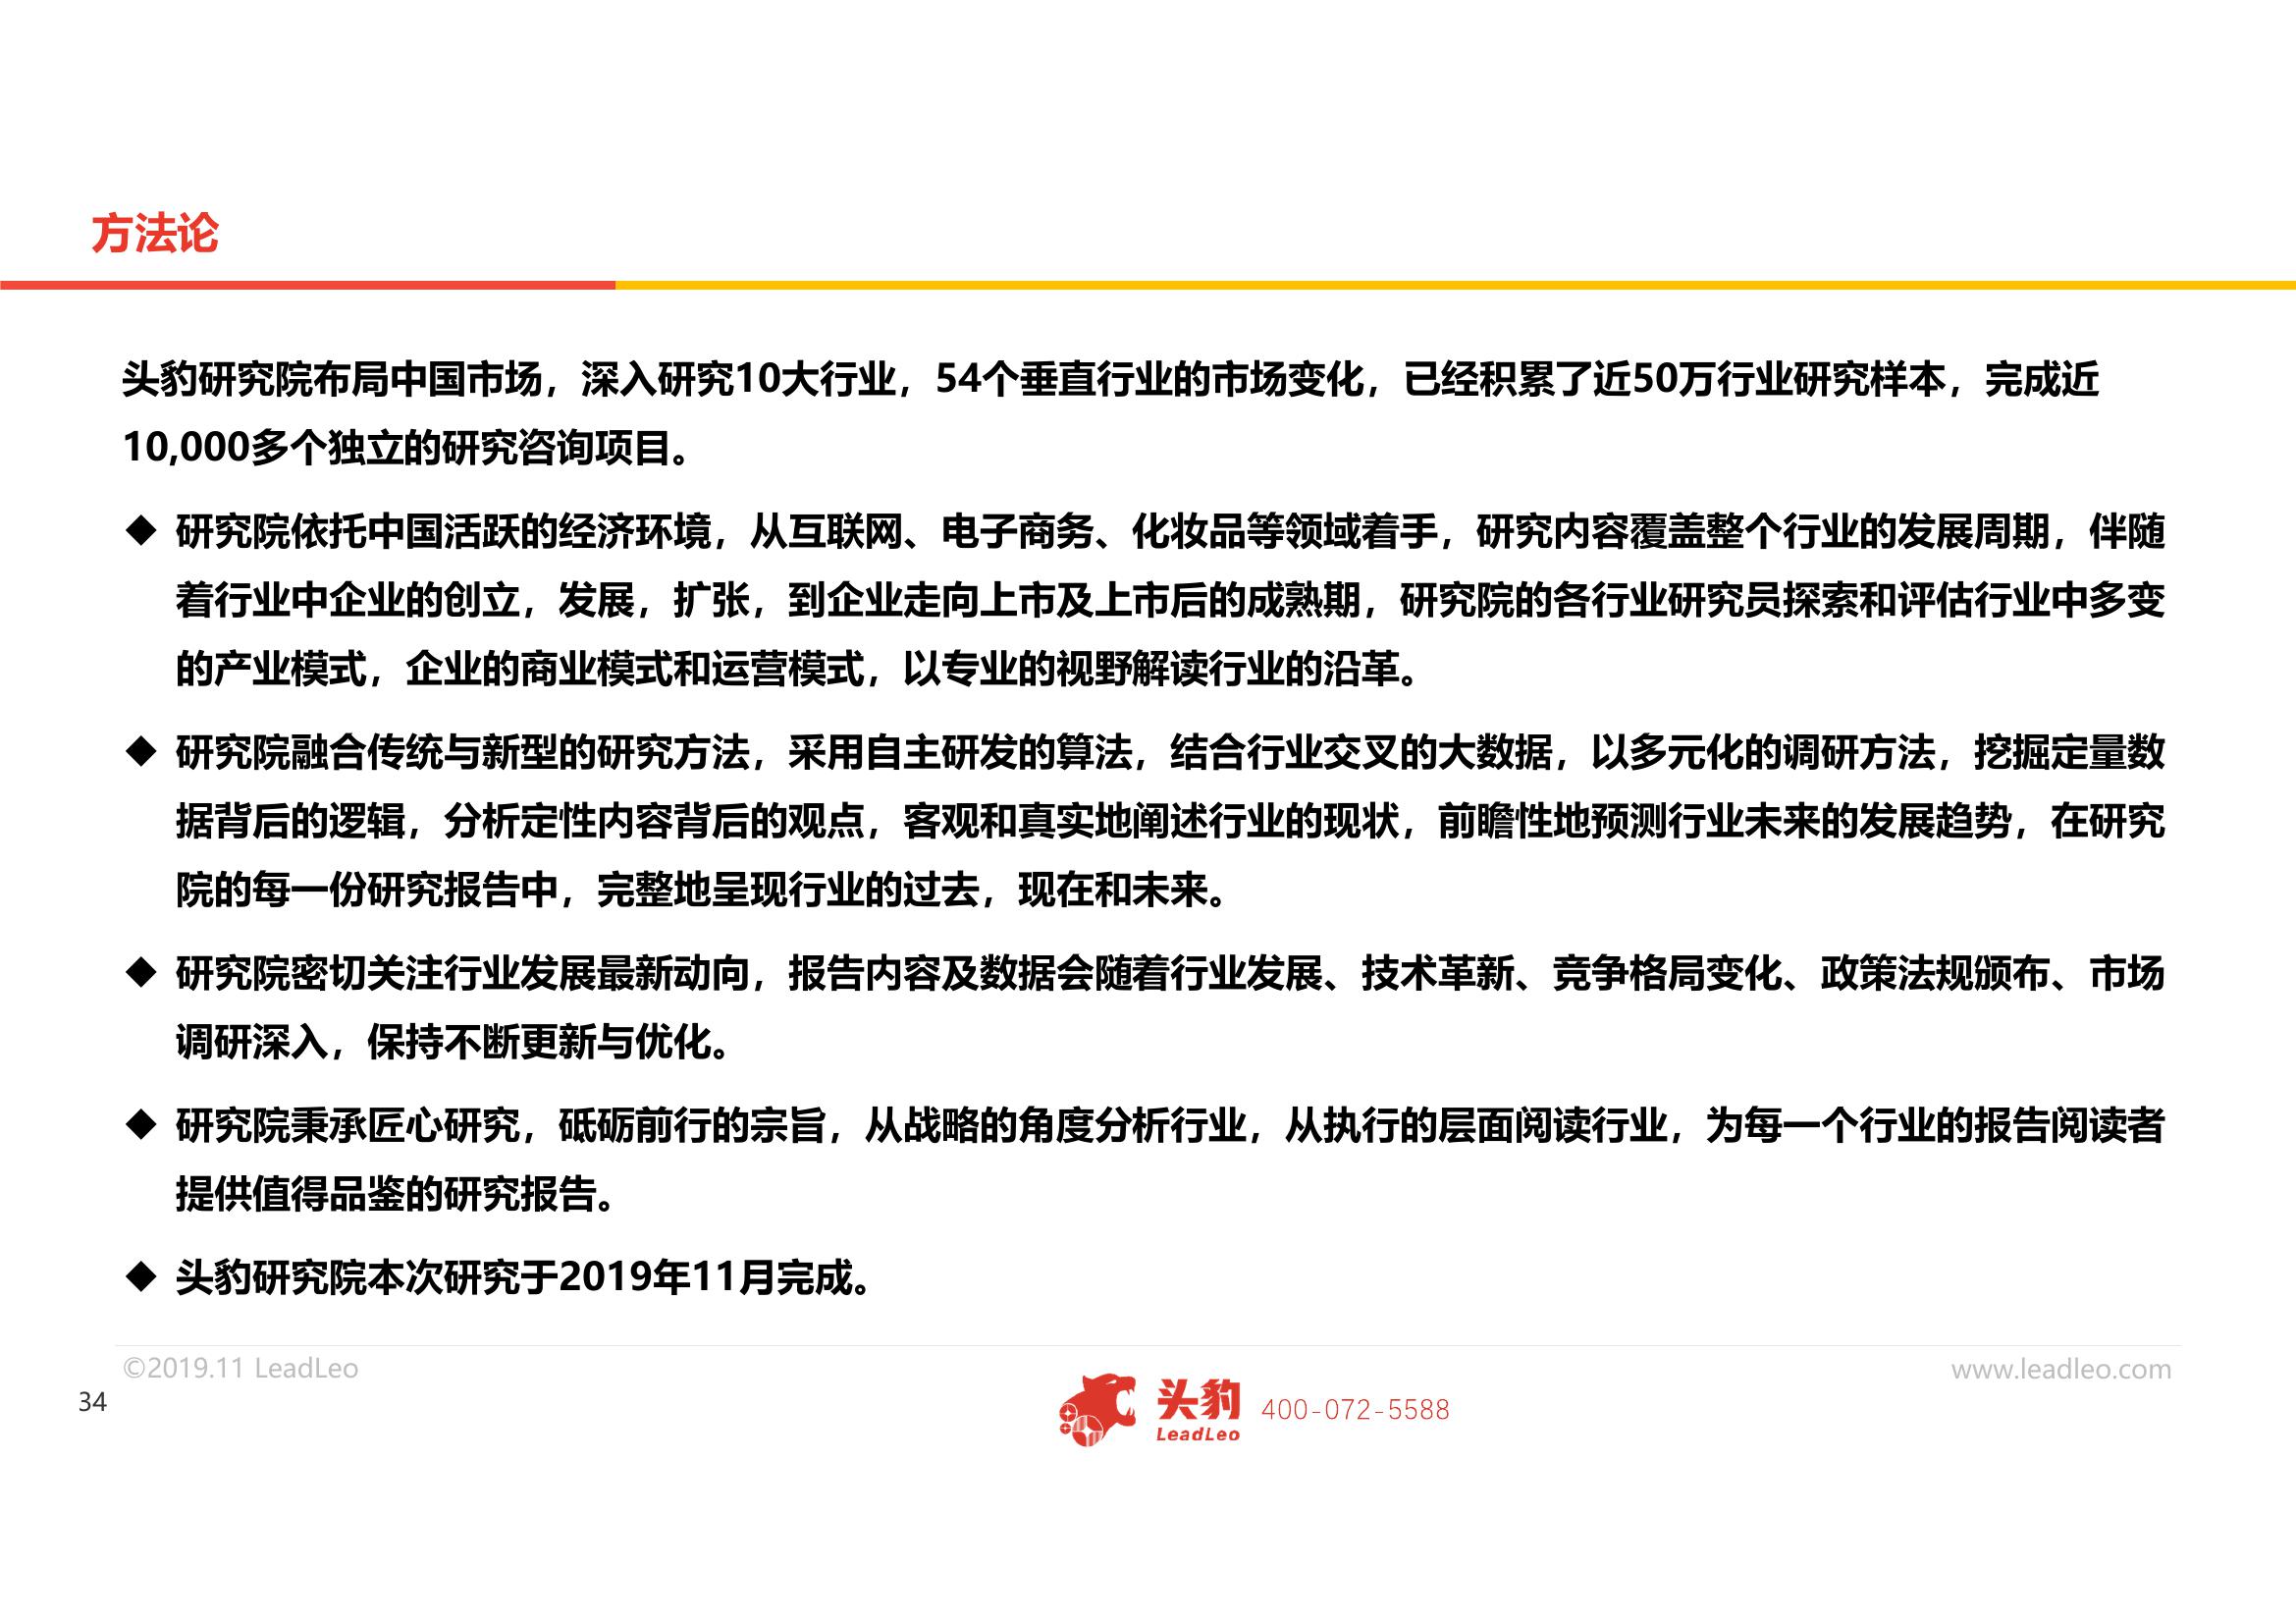 方法论
头豹研究院布局中国市场，深入研究10大行业，54个垂直行业的市场变化，已经积累了近50万行业研究样本，完成近
10,000多个独立的研究咨询项目。
◆ 研究院依托中国活跃的经济环境，从互联网、电子商务、化妆品等领域着手，研究内容覆盖整个行业的发展周期，伴随
着行业中企业的创立，发展，扩张，到企业走向上市及上市后的成熟期，研究院的各行业研究员探索和评估行业中多变
的产业模式，企业的商业模式和运营模式，以专业的视野解读行业的沿革。
◆ 研究院融合传统与新型的研究方法，采用自主研发的算法，结合行业交叉的大数据，以多元化的调研方法，挖掘定量数
据背后的逻辑，分析定性内容背后的观点，客观和真实地阐述行业的现状，前瞻性地预测行业未来的发展趋势，在研究
院的每一份研究报告中，完整地呈现行业的过去，现在和未来。
◆ 研究院密切关注行业发展最新动向，报告内容及数据会随着行业发展、技术革新、竞争格局变化、政策法规颁布、市场
调研深入，保持不断更新与优化。
◆ 研究院秉承匠心研究，砥砺前行的宗旨，从战略的角度分析行业，从执行的层面阅读行业，为每一个行业的报告阅读者
提供值得品鉴的研究报告。
◆ 头豹研究院本次研究于2019年11月完成。
©2019.11 LeadLeo
www.leadleo.com
34
头豹
LeadLeo
400-072-5588